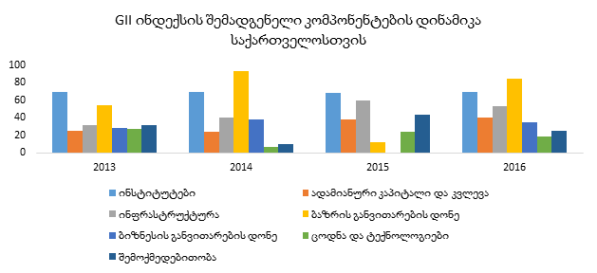 GII ინდექსის შემადგენელი კომპონენტების დინამიკა
საქართველოსთვის
100
80
60
40
20
0
2013 2014 2015 2016
ინსტიტუტები ადამიანური კაპიტალი და კვლევა
ინფრასტრუქტურა ბაზრის განვითარების დონე
ბიზნესის განვითარების დონე ცოდნა და ტექნოლოგიები
შემოქმედებითობა